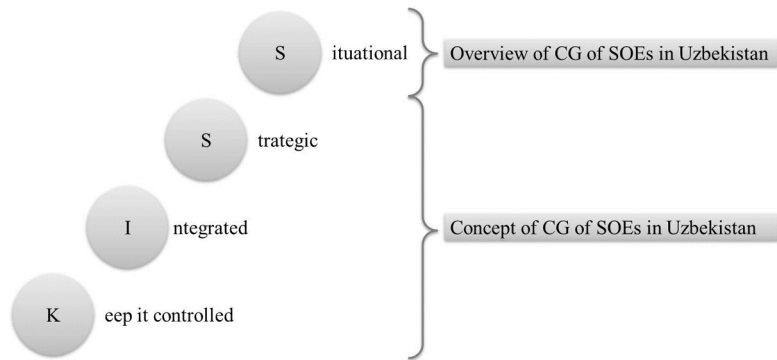 S ituational Overview of CG of SOEs in Uzbekistan
S trategic
I ntegrated Concept of CG of SOEs in Uzbekistan
K eep it controlled